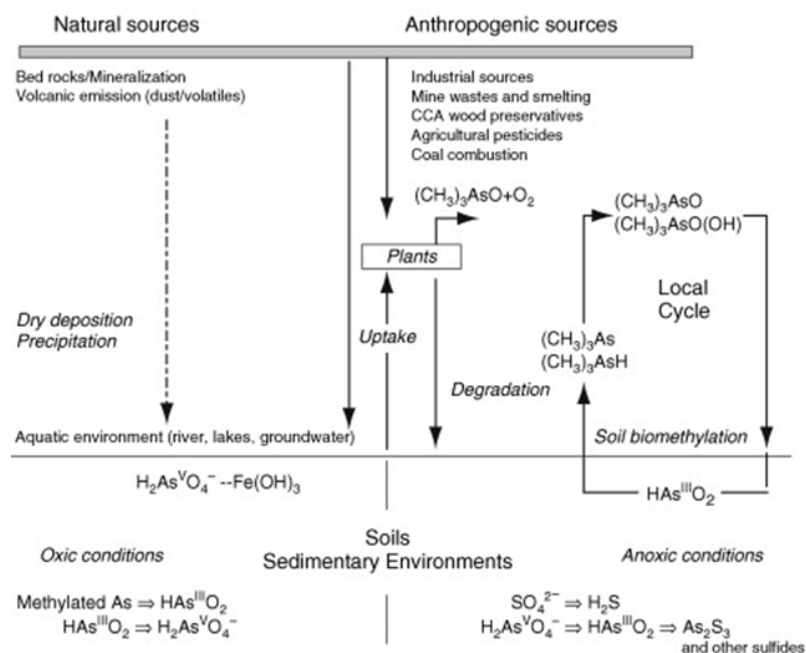 Natural sources
Anthropogenic sources
Bed rocks/Mineralization
Volcanic emission (dust/volatiles)
Industrial sources
Mine wastes and smelting
CCA wood preservatives
Agricultural pesticides
Coal combustion
(CH₃)₃AsO+O₂
(CH₃)₃AsO
(CH₃)₃AsO(OH)
Plants
Local
Cycle
Dry deposition
Precipitation
Uptake
(CH₃)₃As
(CH₃)₃AsH
Degradation
Aquatic environment (river, lakes, groundwater)
Soil biomethylation
H₂AsⱽO₄⁻ --Fe(OH)₃
HAsᴵᴵᴵO₂
Soils
Sedimentary Environments
Oxic conditions
Anoxic conditions
Methylated As ⇒ HAsᴵᴵᴵO₂
HAsᴵᴵᴵO₂ ⇒ H₂AsⱽO₄⁻
SO₄²⁻ ⇒ H₂S
H₂AsⱽO₄⁻ ⇒ HAsᴵᴵᴵO₂ ⇒ As₂S₃
and other sulfides